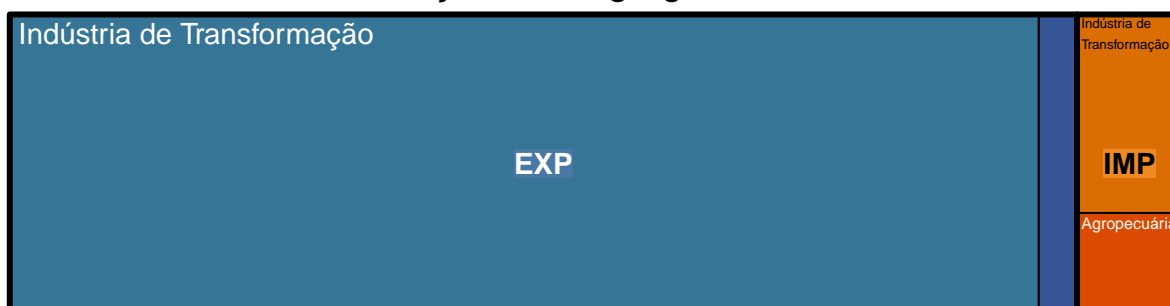 Indústria de Transformação
EXP
Indústria de
Transformação
IMP
Agropecuária